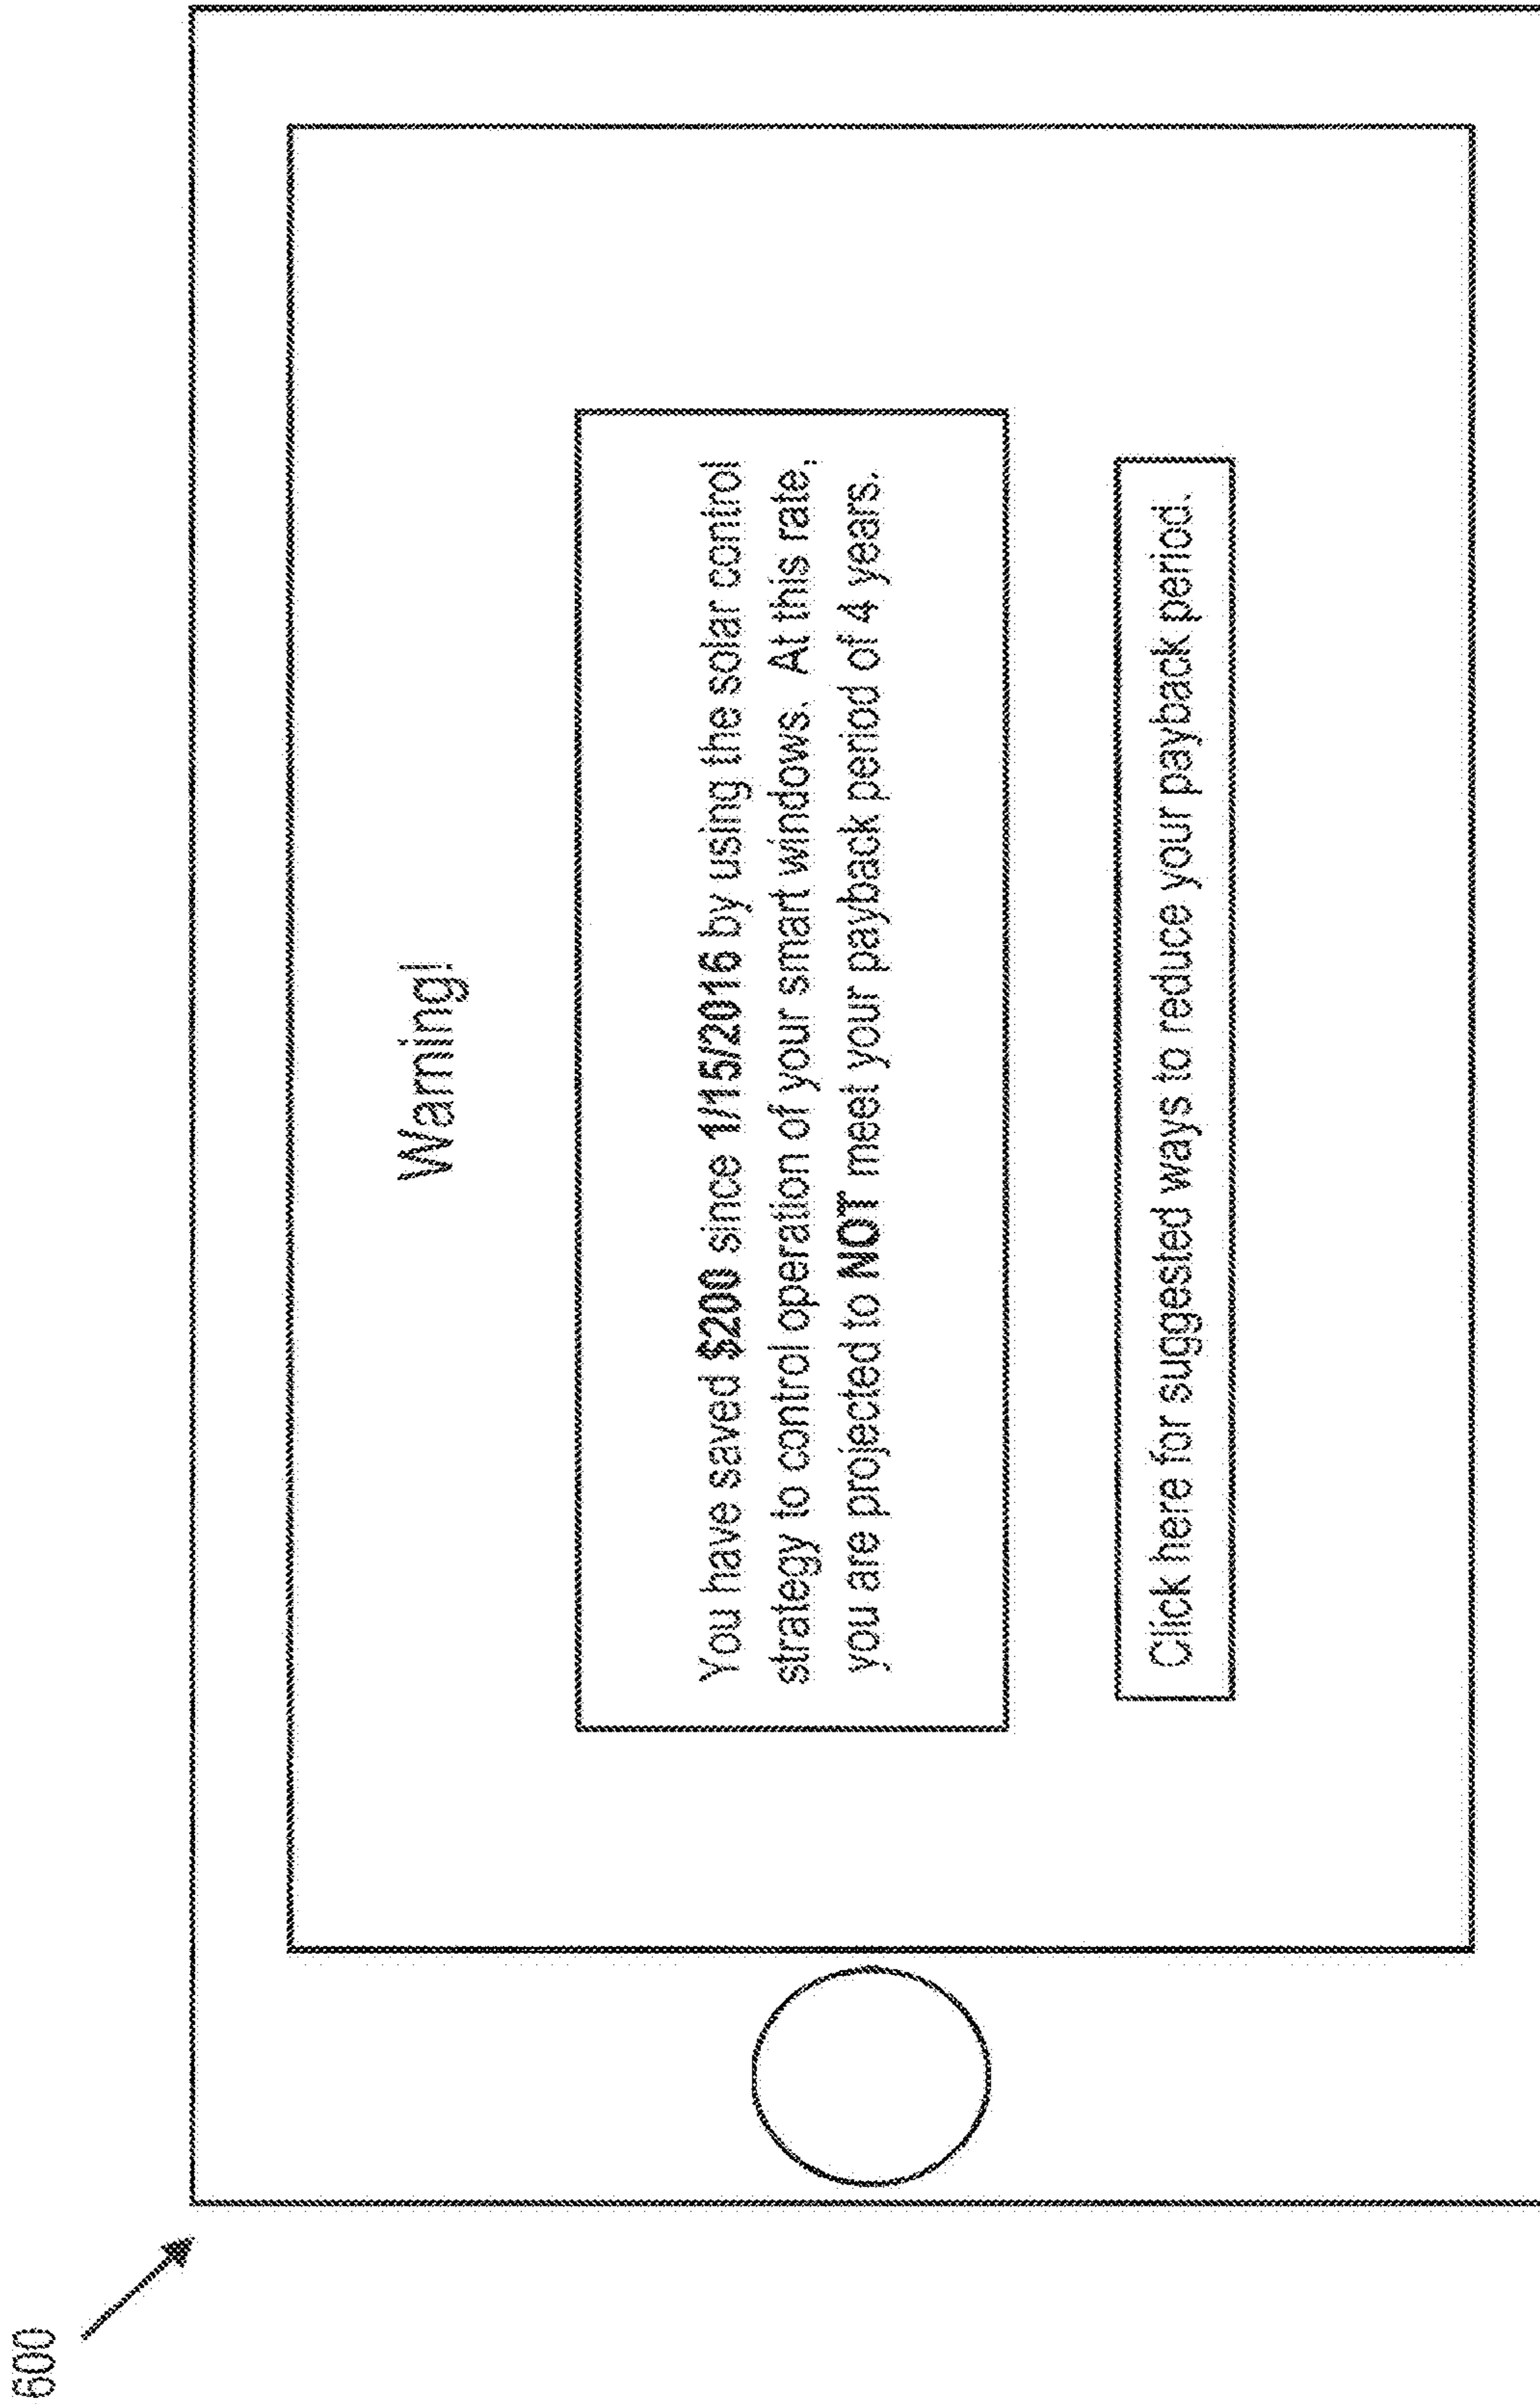 600
Warning!
You have saved $200 since 1/15/2016 by using the solar control
strategy to control operation of your smart windows. At this rate,
you are projected to NOT meet your payback period of 4 years.
Click here for suggested ways to reduce your payback period.